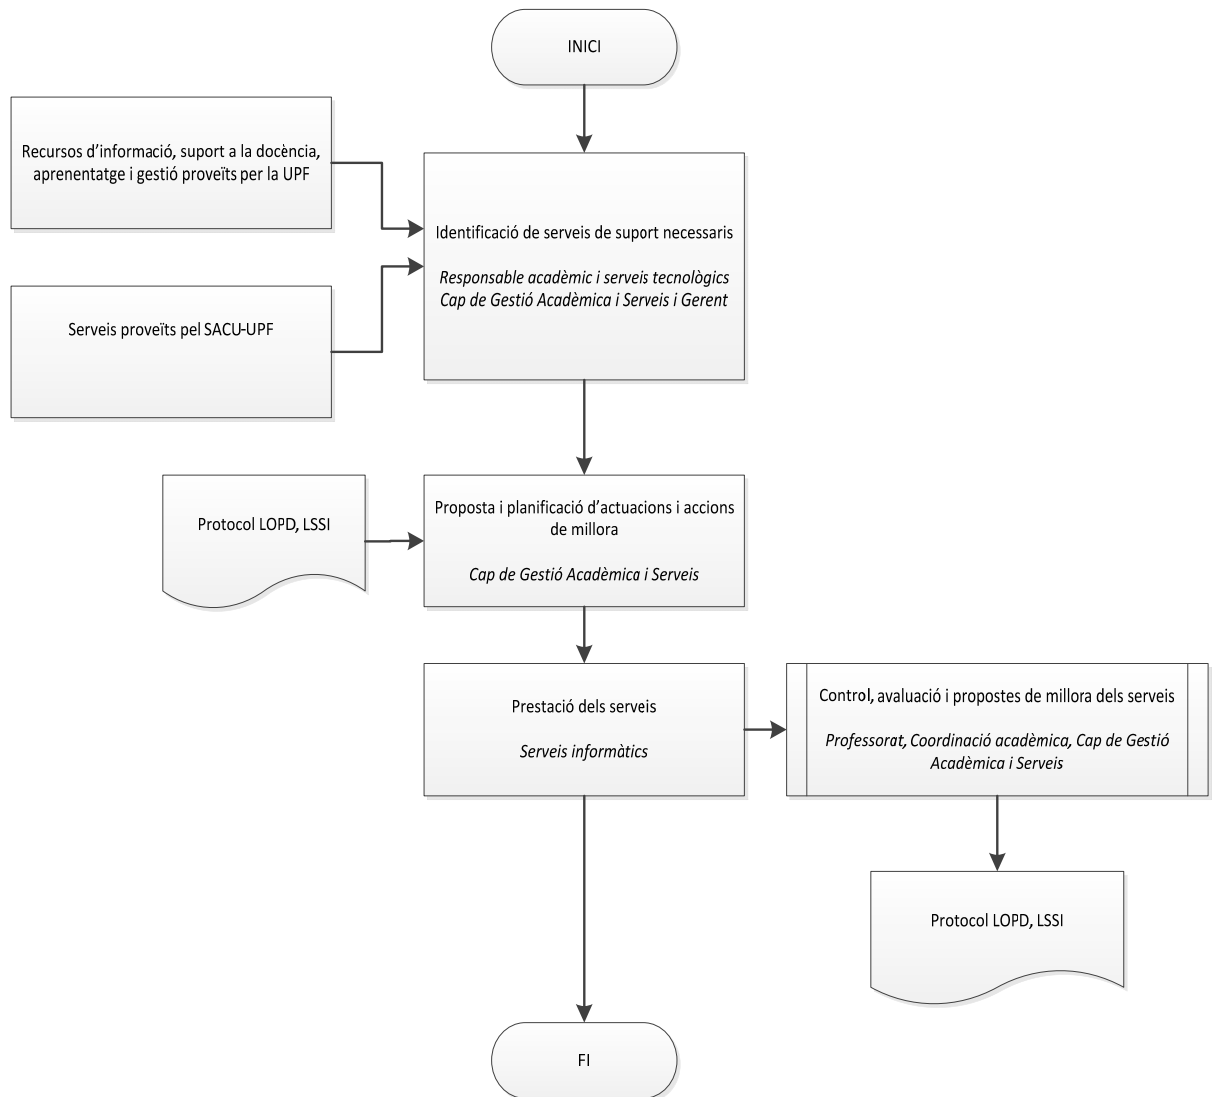 INICI
Recursos d'informació, suport a la docència,
aprenentatge i gestió proveïts per la UPF
Identificació de serveis de suport necessaris
Responsable acadèmic i serveis tecnològics
Cap de Gestió Acadèmica i Serveis i Gerent
Serveis proveïts pel SACU-UPF
Protocol LOPD, LSSI
Proposta i planificació d'actuacions i accions
de millora
Cap de Gestió Acadèmica i Serveis
Prestació dels serveis
Serveis informàtics
Control, avaluació i propostes de millora dels serveis
Professorat, Coordinació acadèmica, Cap de Gestió
Acadèmica i Serveis
Protocol LOPD, LSSI
FI